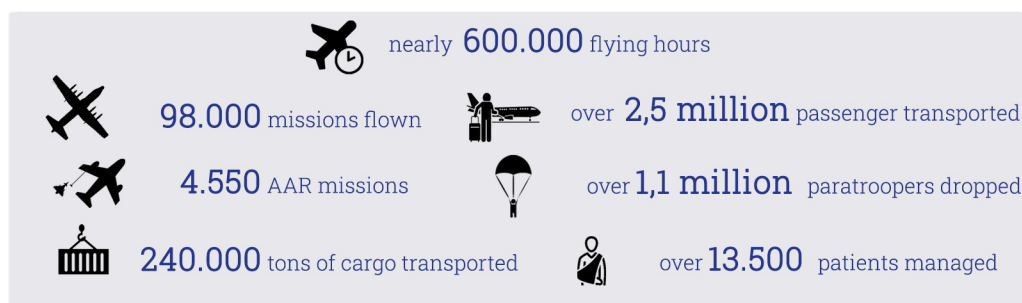 nearly 600.000 flying hours
98.000 missions flown
over 2,5 million passenger transported
4.550 AAR missions
over 1,1 million paratroopers dropped
240.000 tons of cargo transported
over 13.500 patients managed